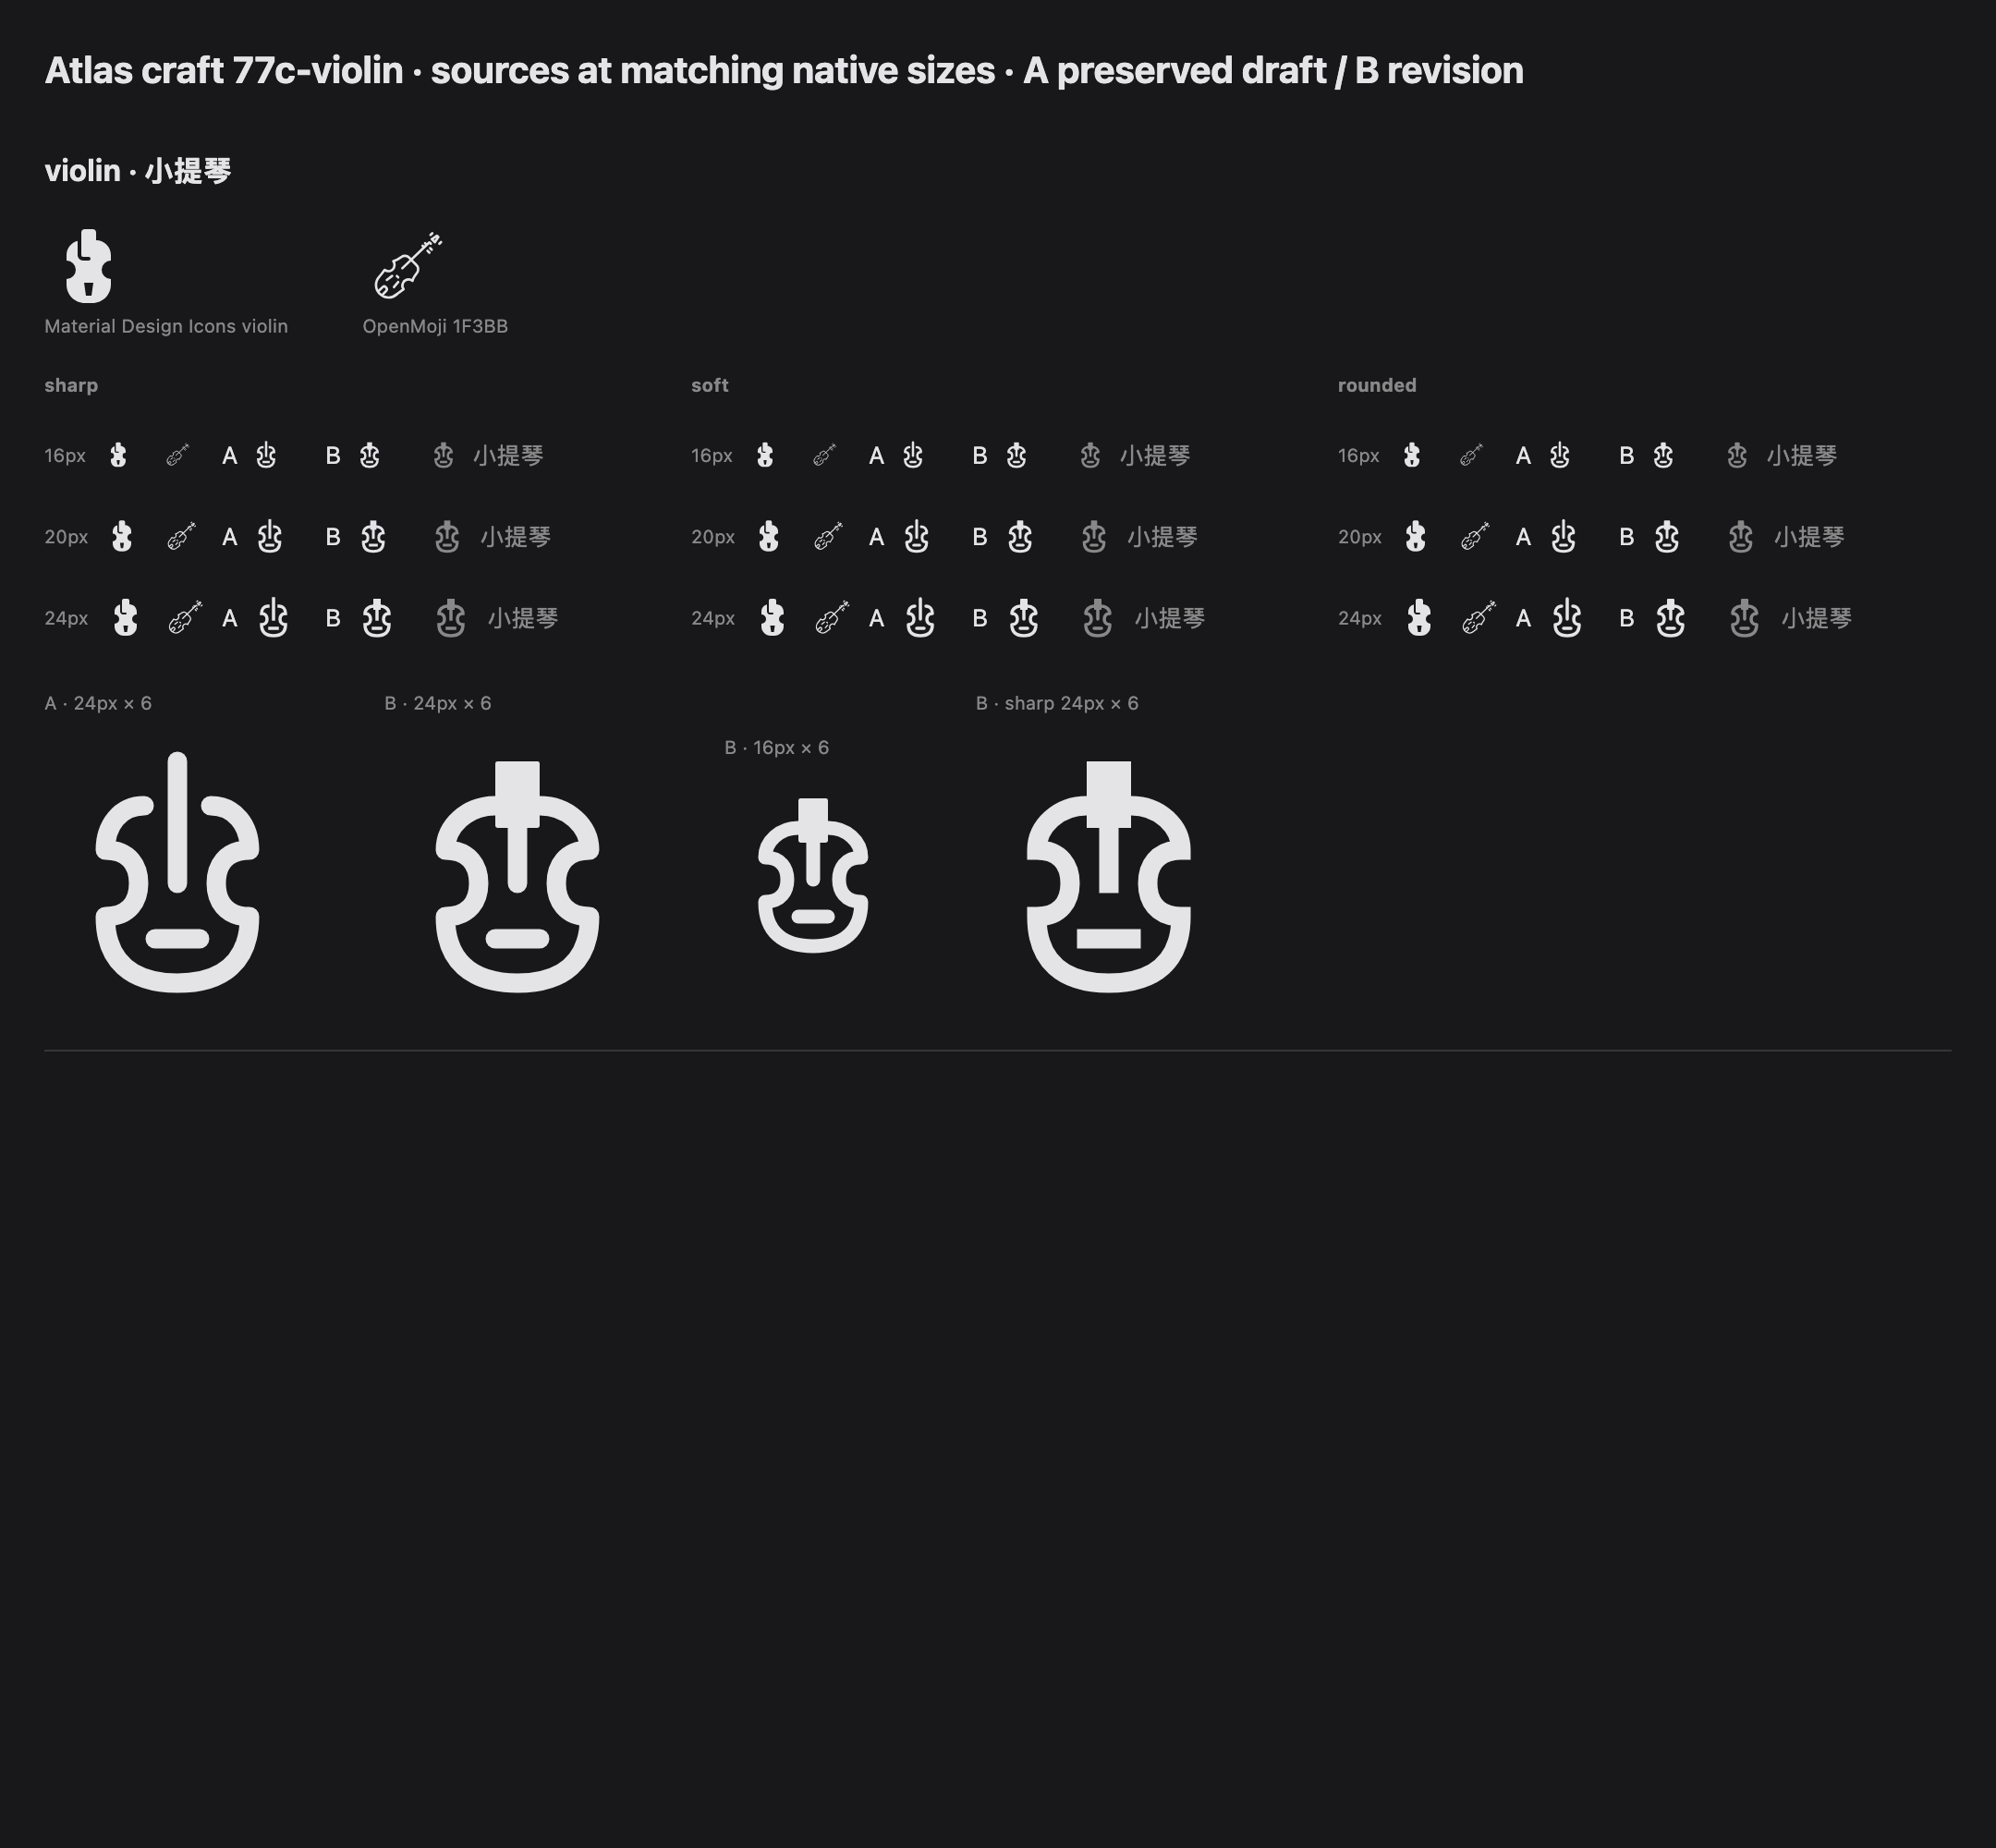 Atlas craft 77c-violin · sources at matching native sizes · A preserved draft / B revision
violin · 小提琴
Material Design Icons violin
OpenMoji 1F3BB
sharp
soft
rounded
16px A B 小提琴
16px A B 小提琴
16px A B 小提琴
20px A B 小提琴
20px A B 小提琴
20px A B 小提琴
24px A B 小提琴
24px A B 小提琴
24px A B 小提琴
A · 24px × 6
B · 24px × 6
B · 16px × 6
B · sharp 24px × 6